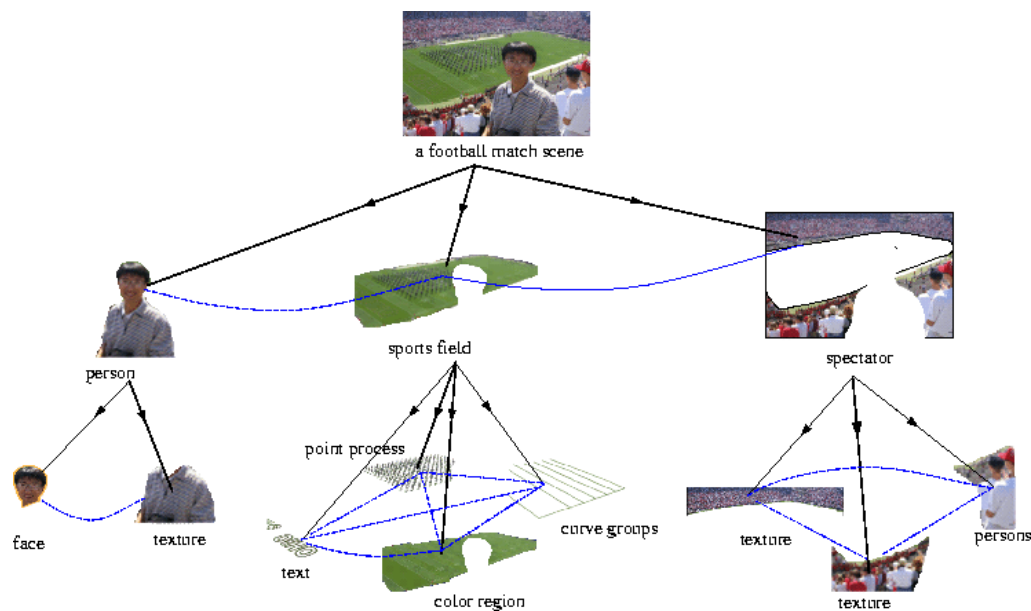 a football match scene
sports field
person
spectator
point process
face
texture
text
curve groups
color region
texture
persons
texture